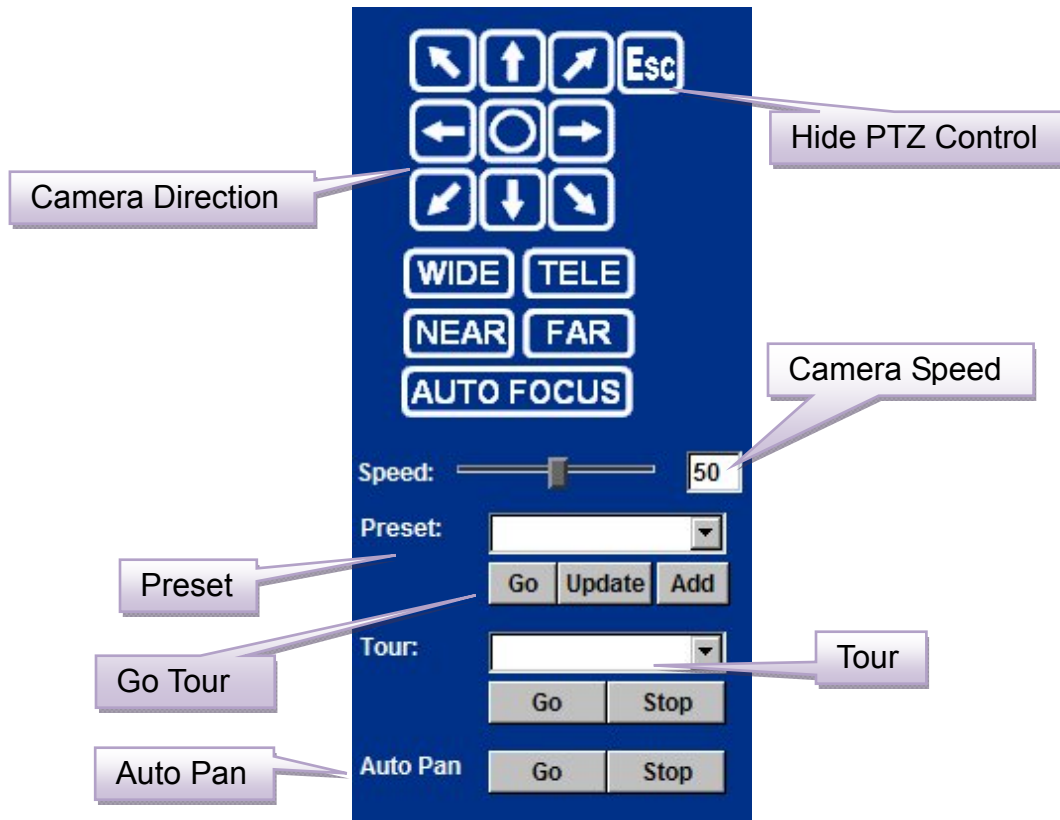 Esc
Hide PTZ Control
Camera Direction
WIDE TELE
NEAR FAR
AUTO FOCUS
Camera Speed
Speed: 50
Preset:
Preset
Go Update Add
Tour:
Tour
Go Tour
Go Stop
Auto Pan
Auto Pan Go Stop